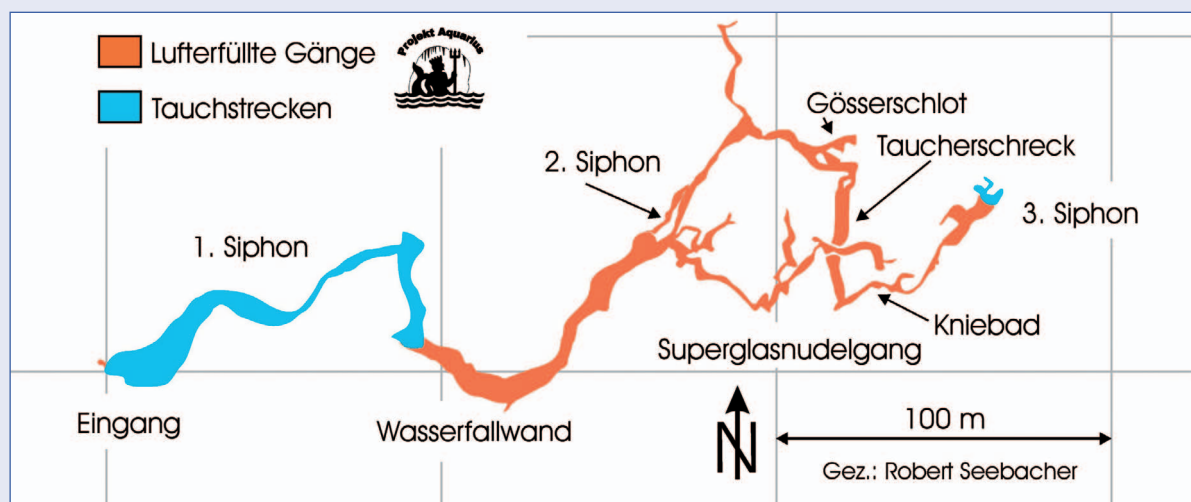 Lufterfüllte Gänge
Tauchstrecken
Projekt Aquarius
Gösserschlot
Taucherschreck
2. Siphon
3. Siphon
1. Siphon
Kniebad
Superglasnudelgang
Eingang
Wasserfallwand
N
100 m
Gez.: Robert Seebacher